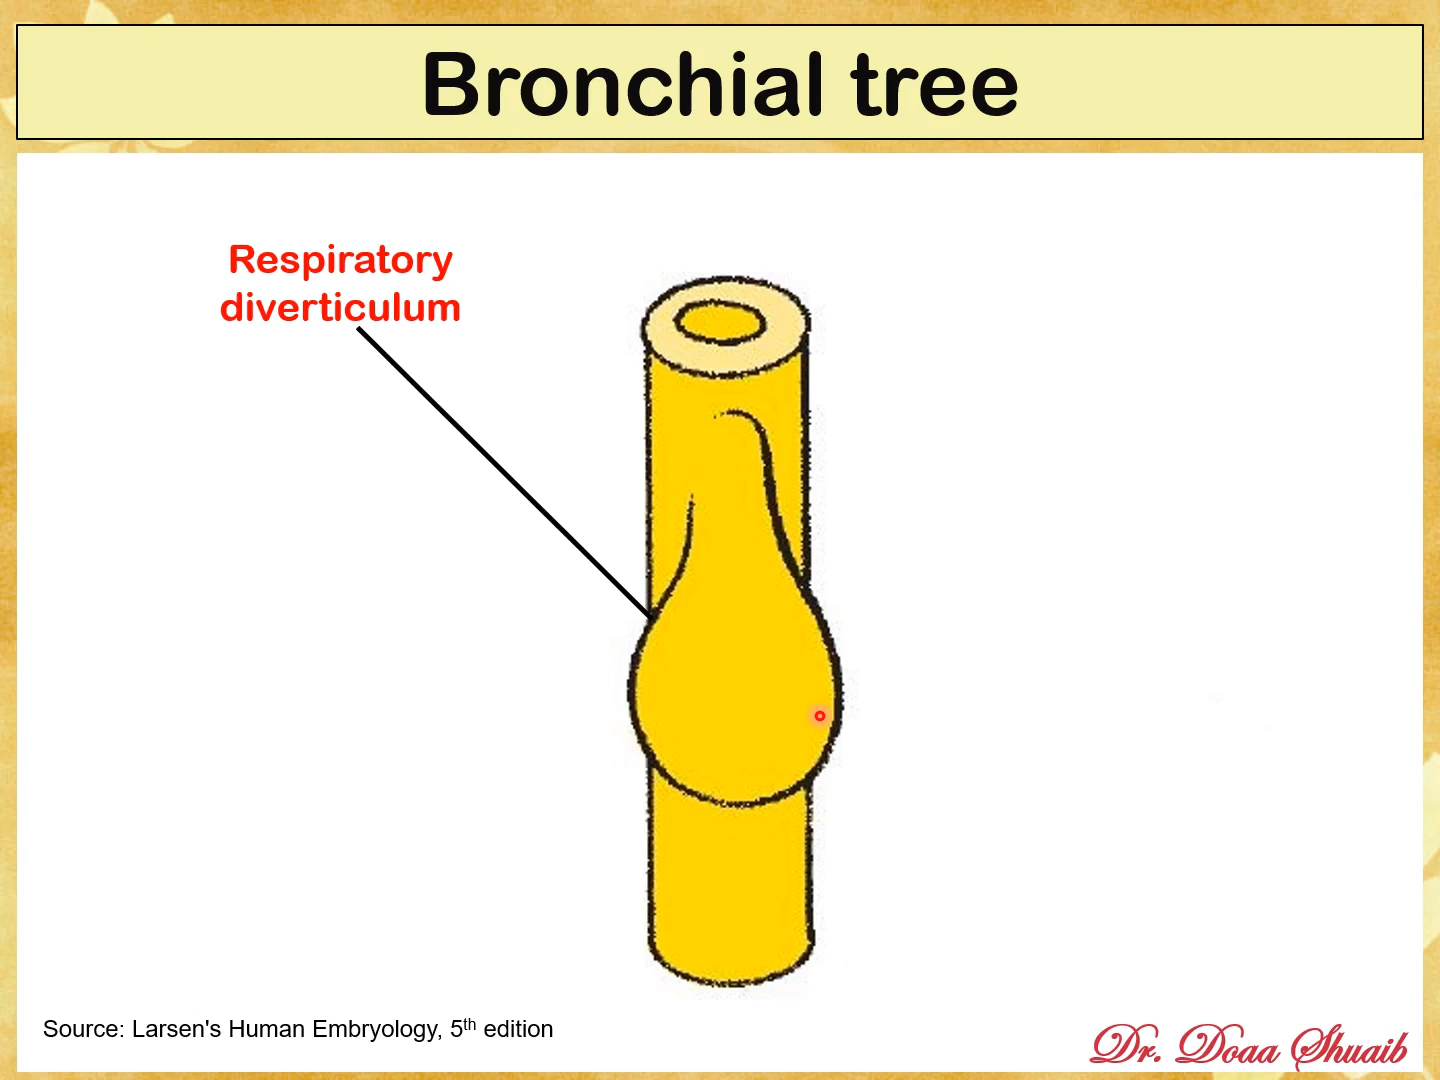 Bronchial tree
Respiratory
diverticulum
Source: Larsen's Human Embryology, 5th edition
Dr. Doaa Shuaib